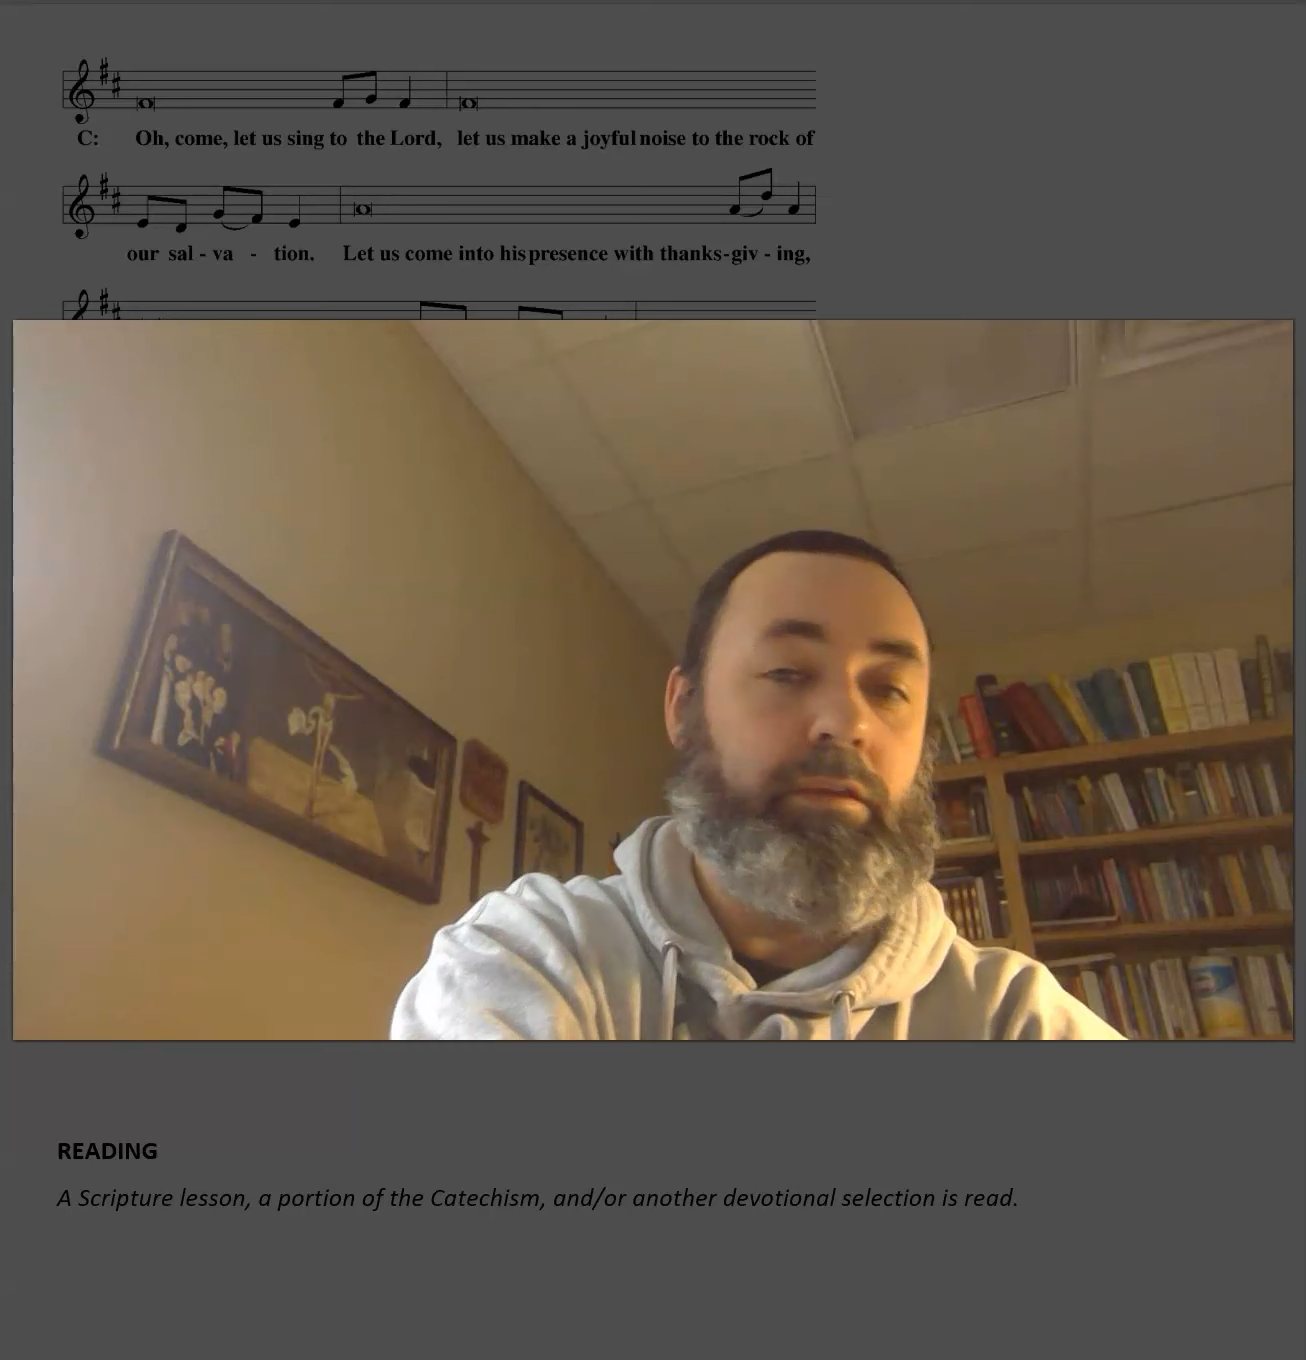 C: Oh, come, let us sing to the Lord, let us make a joyful noise to the rock of
our sal - va - tion. Let us come into his presence with thanks - giv - ing,
READING
A Scripture lesson, a portion of the Catechism, and/or another devotional selection is read.